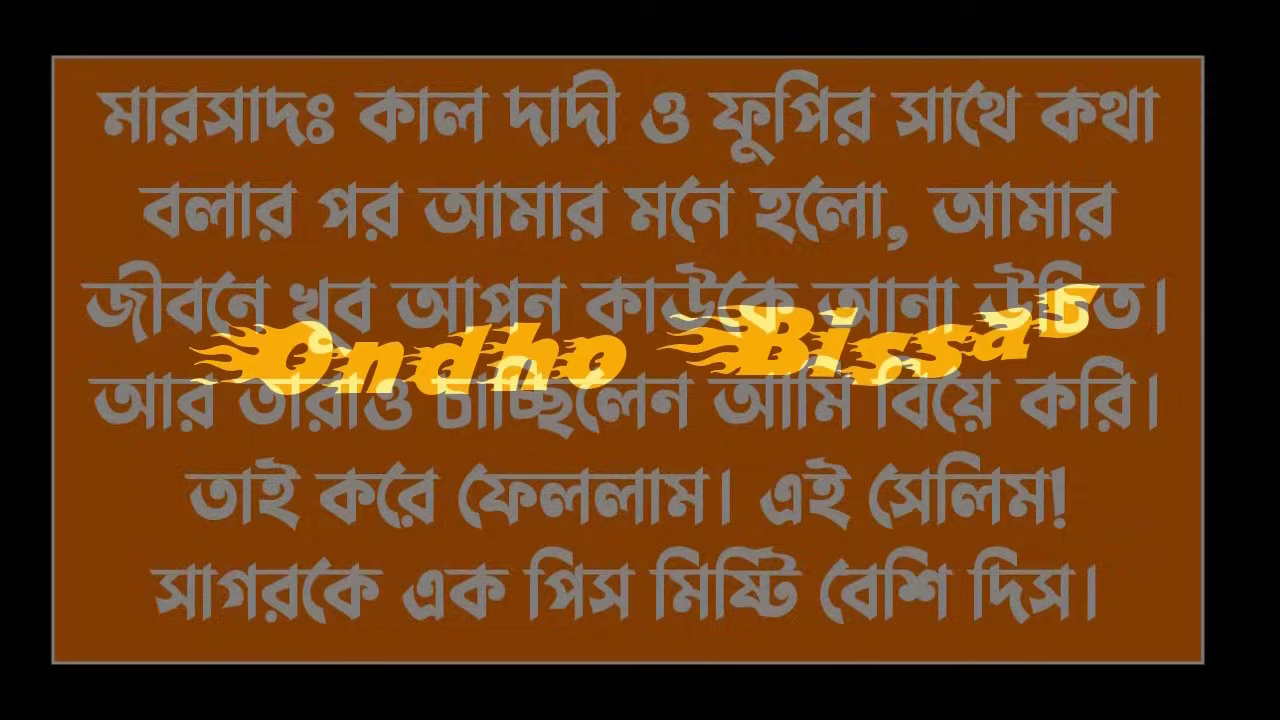 মারসাদঃ কাল দাদী ও ফুপির সাথে কথা
বলার পর আমার মনে হলো, আমার
জীবনে খুব আপন কাউকে আনা উচিত।
Ondho Bissas
আর তারাও চাচ্ছিলেন আমি বিয়ে করি।
তাই করে ফেললাম। এই সেলিম!
সাগরকে এক পিস মিষ্টি বেশি দিস।